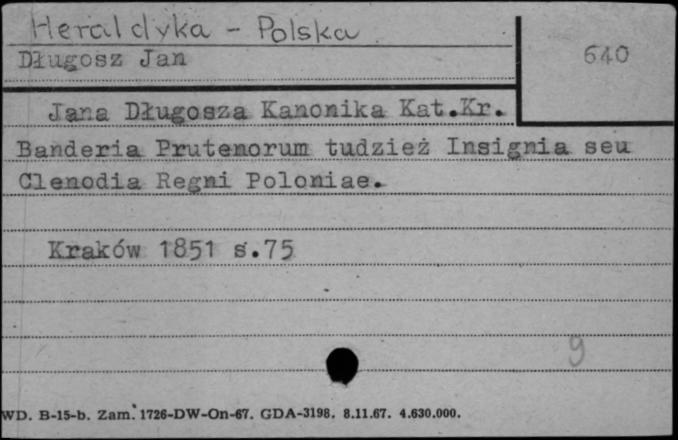 Heraldyka - Polska
640
Długosz Jan
Jana Długosza Kanonika Kat.Kr.
Banderia Prutenorum tudzież Insignia seu
Clenodia Regni Poloniae.
Kraków 1851 s.75
9
WD. B-15-b. Zam. 1726-DW-On-67. GDA-3198. 8.11.67. 4.630.000.